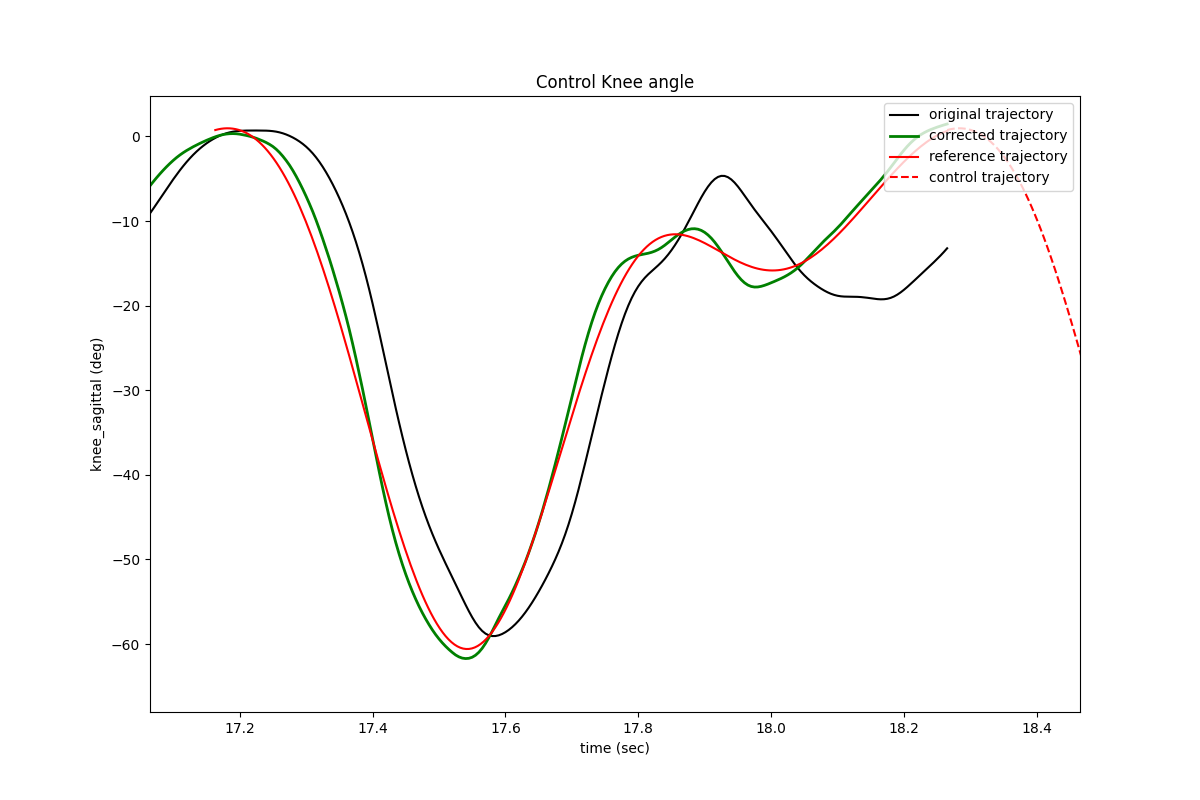 Control Knee angle
original trajectory
corrected trajectory
reference trajectory
control trajectory
0
−10
−20
−30
−40
−50
−60
knee_sagittal (deg)
17.2 17.4 17.6 17.8 18.0 18.2 18.4
time (sec)